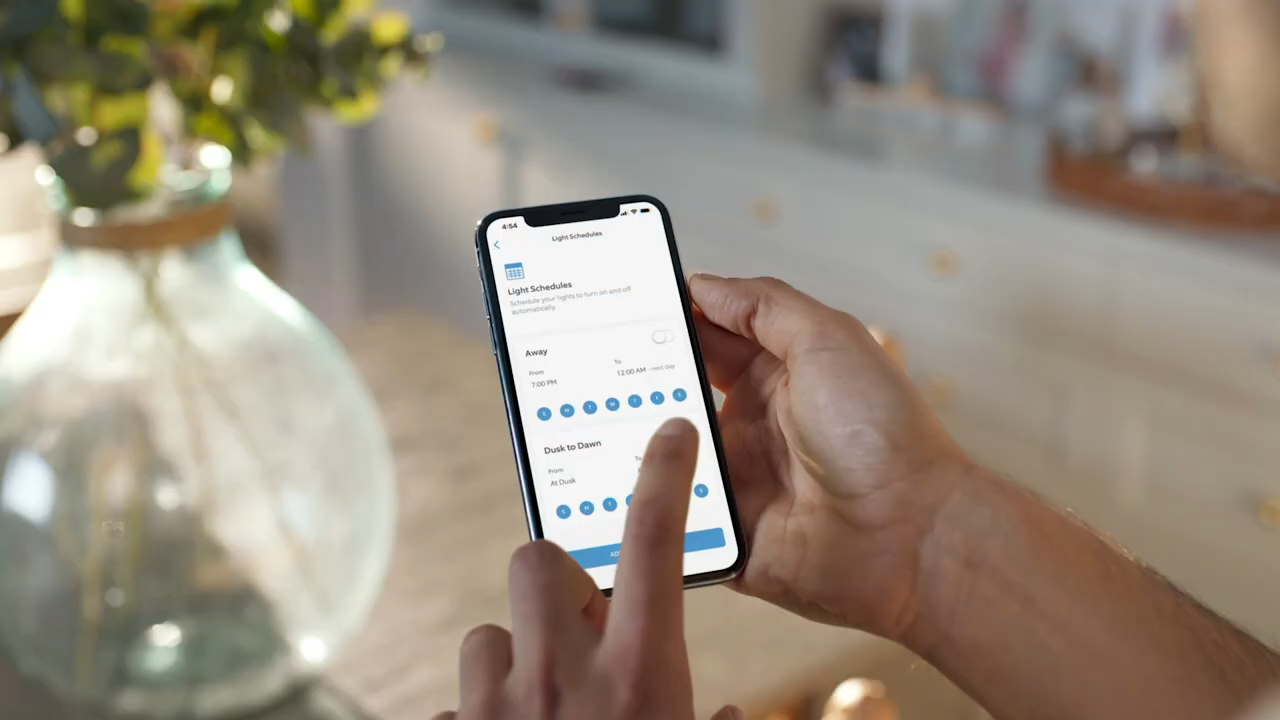 4:54
Light Schedules
Light Schedules
Schedule your lights to turn on and off
automatically
Away
From
To
7:00 PM
12:00 AM - next day
S M T W T F S
Dusk to Dawn
From
To
At Dusk
S M T S